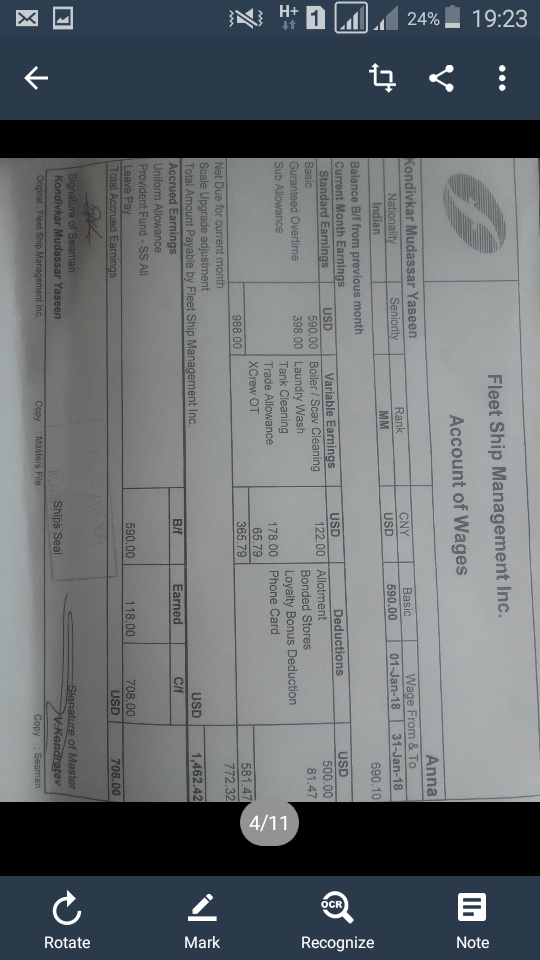 24% 19:23
H+
1
Fleet Ship Management Inc.
Account of Wages
Anna
Kondivkar Mudassar Yaseen
Nationality Seniority Rank CNY Basic Wage From & To
Indian MM USD 590.00 01-Jan-18 31-Jan-18
Balance B/f from previous month 690.10
Current Month Earnings
Standard Earnings USD Variable Earnings USD Deductions USD
Basic 590.00 Boiler / Scav Cleaning 122.00 Allotment 500.00
Guranteed Overtime 398.00 Laundry Wash Bonded Stores 81.47
Sub Allowance Tank Cleaning Loyalty Bonus Deduction
Trade Allowance 178.00 Phone Card
XCrew OT 65.79
988.00 365.79 581.47
Net Due for current month 772.32
Scale Upgrade adjustment
Total Amount Payable by Fleet Ship Management Inc. USD 1,462.42
Accrued Earnings B/f Earned C/f
Uniform Allowance
Provident Fund - SS All
Leave Pay 590.00 118.00 708.00
Total Accrued Earnings USD 708.00
Signature of Seaman Ships Seal Signature of Master
Kondivkar Mudassar Yaseen V.Kondratev
Original : Fleet Ship Management Inc. Copy : Masters File Copy : Seaman
4/11
Rotate
Mark
OCR
Recognize
Note